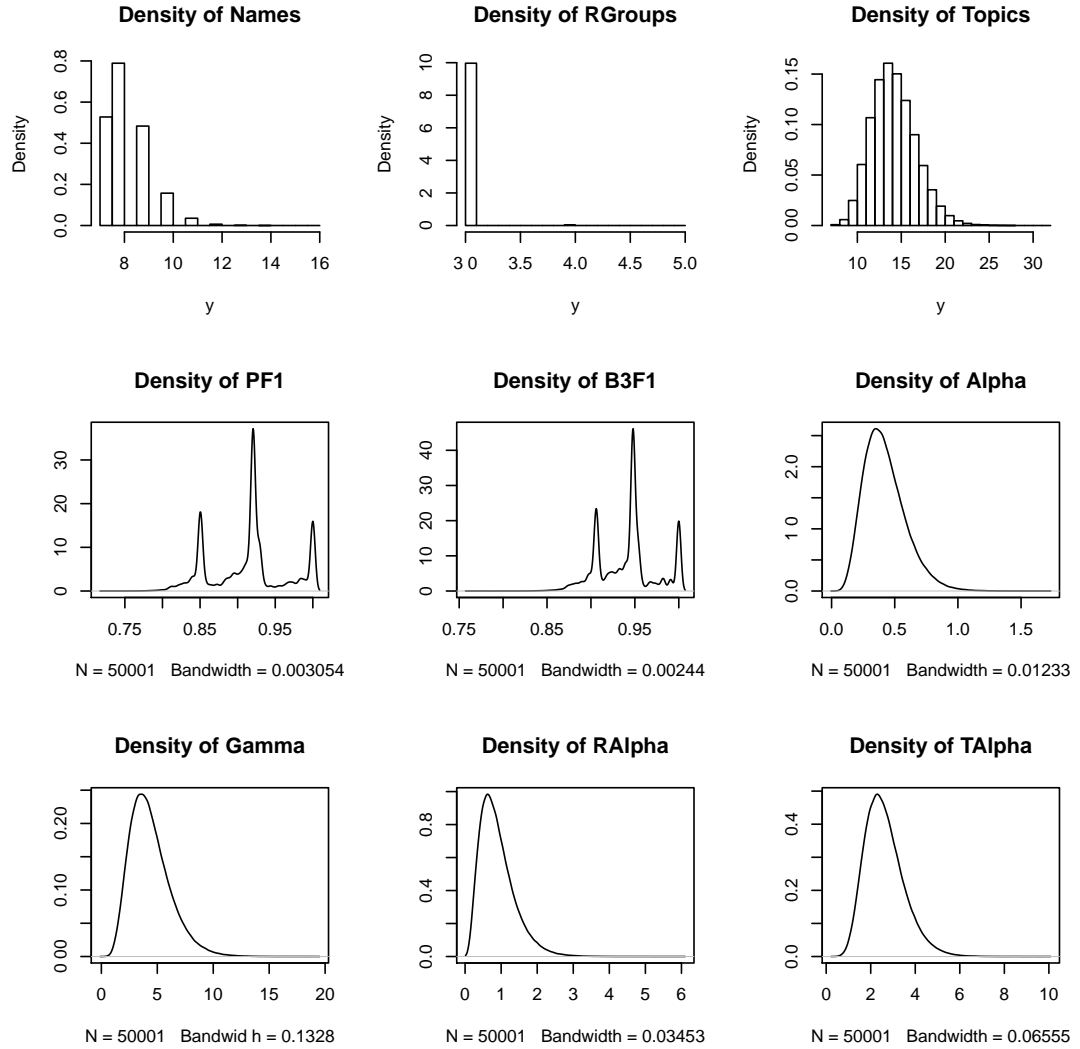 Density of Names
Density of RGroups
Density of Topics
Density
0.0 0.2 0.4 0.6 0.8
8 10 12 14 16
y
Density
0 2 4 6 8 10
3 0 3.5 4.0 4.5 5.0
y
Density
0.00 0.05 0.10 0.15
10 15 20 25 30
y
Density of PF1
Density of B3F1
Density of Alpha
0 10 20 30
0.75 0.85 0.95
N = 50001 Bandwidth = 0.003054
0 10 20 30 40
0.75 0.85 0.95
N = 50001 Bandwidth = 0.00244
0.0 1 0 2.0
0.0 0.5 1.0 1.5
N = 50001 Bandwidth = 0.01233
Density of Gamma
Density of RAlpha
Density of TAlpha
0.00 0.10 0.20
0 5 10 15 20
N = 50001 Bandwid h = 0.1328
0.0 0.4 0.8
0 1 2 3 4 5 6
N = 50001 Bandwidth = 0.03453
0.0 0.2 0.4
0 2 4 6 8 10
N = 50001 Bandwidth = 0.06555